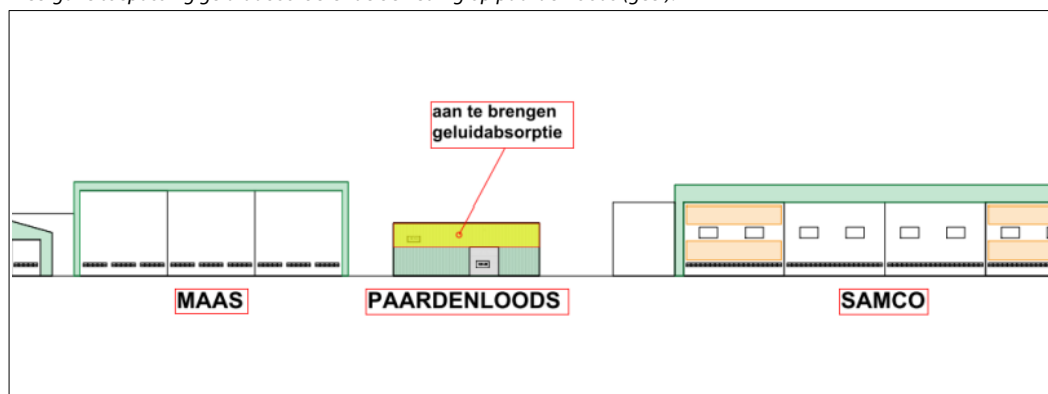 aan te brengen
geluidabsorptie
MAAS
PAARDENLOODS
SAMCO